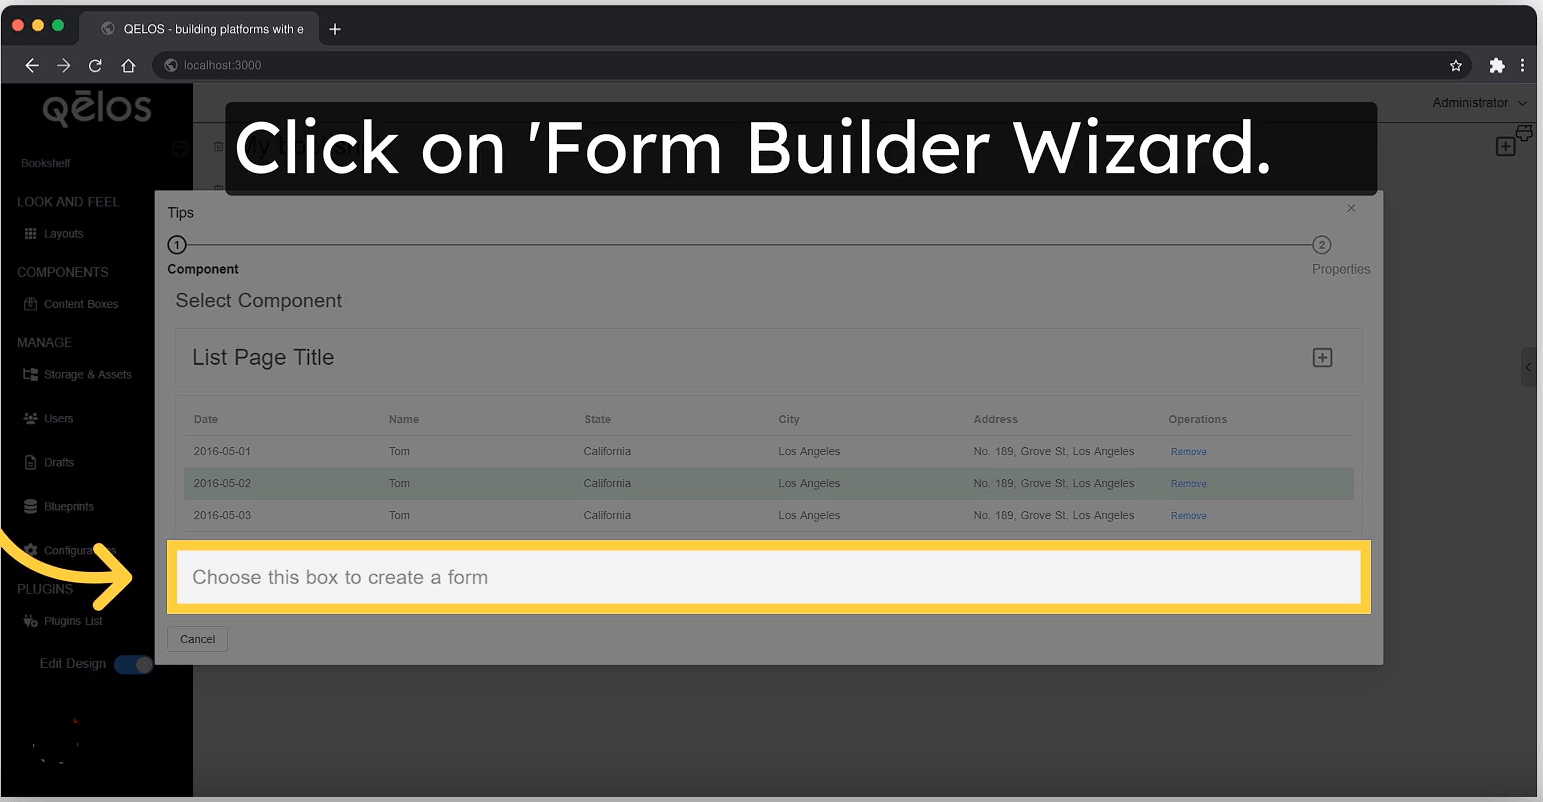 QELOS - building platforms with e
localhost:3000
qēlos
Administrator
Click on 'Form Builder Wizard.
Bookshelf
LOOK AND FEEL
Layouts
COMPONENTS
Content Boxes
MANAGE
Storage & Assets
Users
Drafts
Blueprints
PLUGINS
Plugins List
Edit Design
Tips
1
2
Component
Properties
Select Component
List Page Title
Date Name State City Address Operations
2016-05-01 Tom California Los Angeles No. 189, Grove St, Los Angeles Remove
2016-05-02 Tom California Los Angeles No. 189, Grove St, Los Angeles Remove
2016-05-03 Tom California Los Angeles No. 189, Grove St, Los Angeles Remove
Choose this box to create a form
Cancel